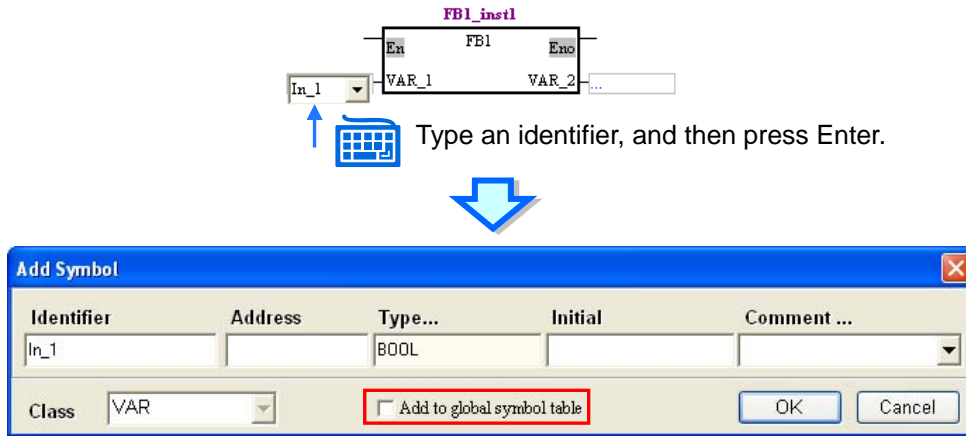 FB1_inst1
En FB1 Eno
In_1 VAR_1 VAR_2 ...
Type an identifier, and then press Enter.
Add Symbol
Identifier Address Type... Initial Comment ...
In_1 BOOL
Class VAR Add to global symbol table OK Cancel